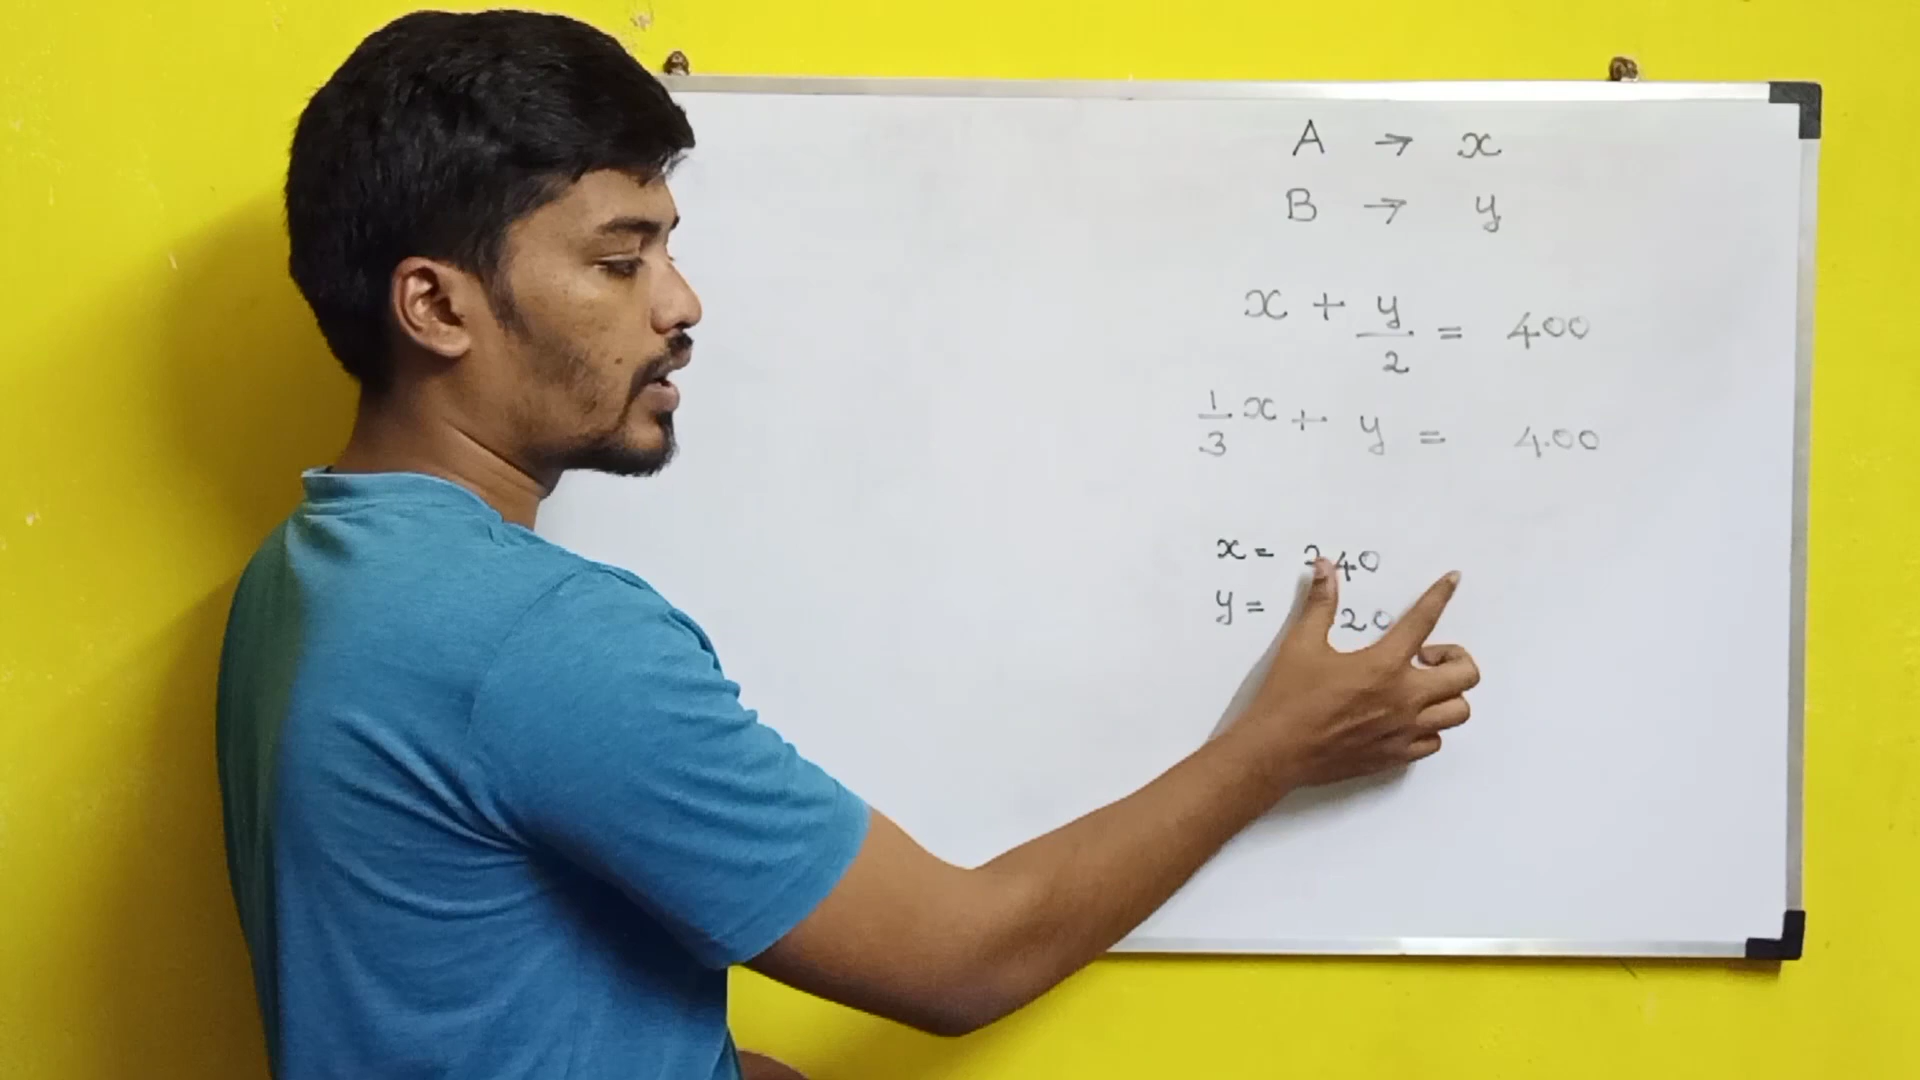 A → x
B → y
x + y/2 = 400
1/3 x + y = 400
x = 240
y = 20